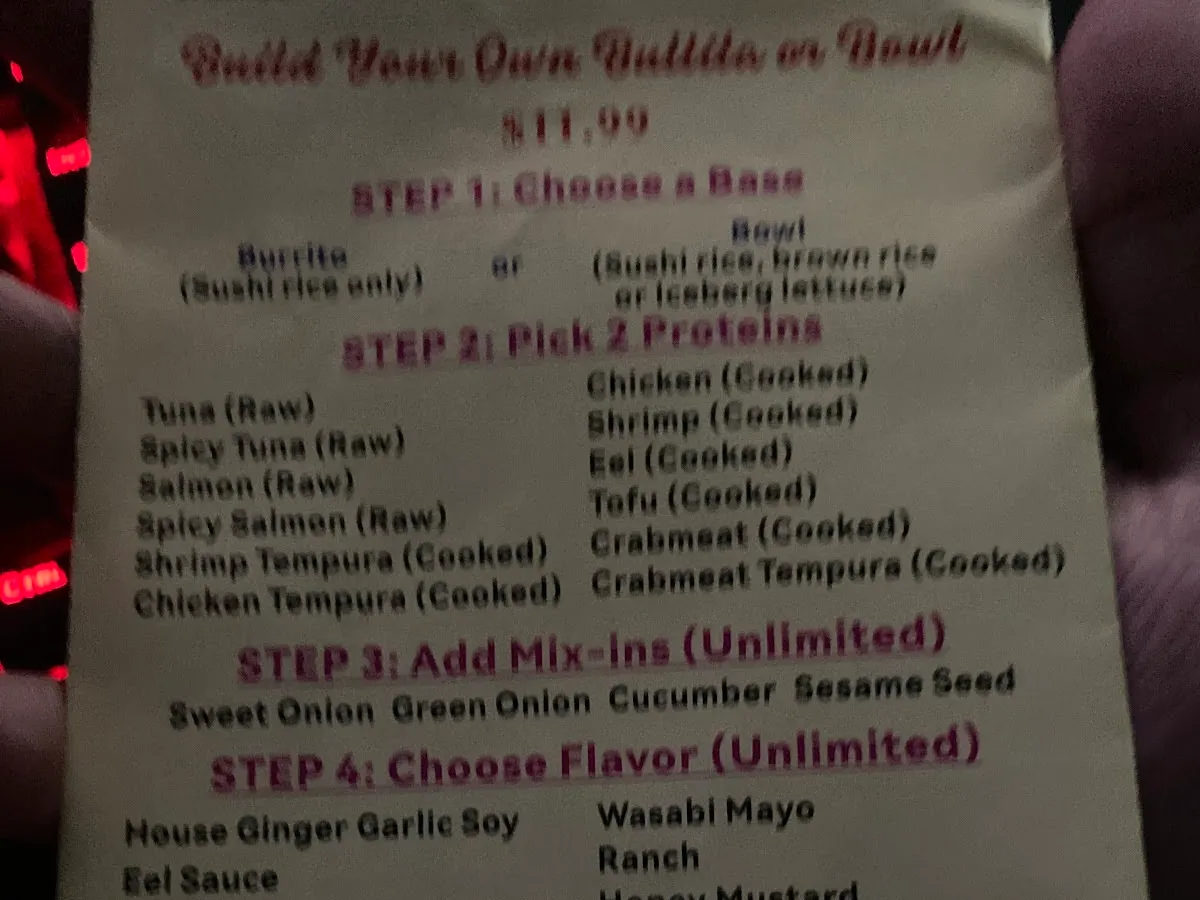 Build Your Own Bullito or Bowl
$11.99
STEP 1: Choose a Base
Burrito
(Sushi rice only)
or
Bowl
(Sushi rice, brown rice
or Iceberg lettuce)
STEP 2: Pick 2 Proteins
Tuna (Raw)
Spicy Tuna (Raw)
Salmon (Raw)
Spicy Salmon (Raw)
Shrimp Tempura (Cooked)
Chicken Tempura (Cooked)
Chicken (Cooked)
Shrimp (Cooked)
Eel (Cooked)
Tofu (Cooked)
Crabmeat (Cooked)
Crabmeat Tempura (Cooked)
STEP 3: Add Mix-ins (Unlimited)
Sweet Onion Green Onion Cucumber Sesame Seed
STEP 4: Choose Flavor (Unlimited)
House Ginger Garlic Soy
Eel Sauce
Wasabi Mayo
Ranch
Honey Mustard